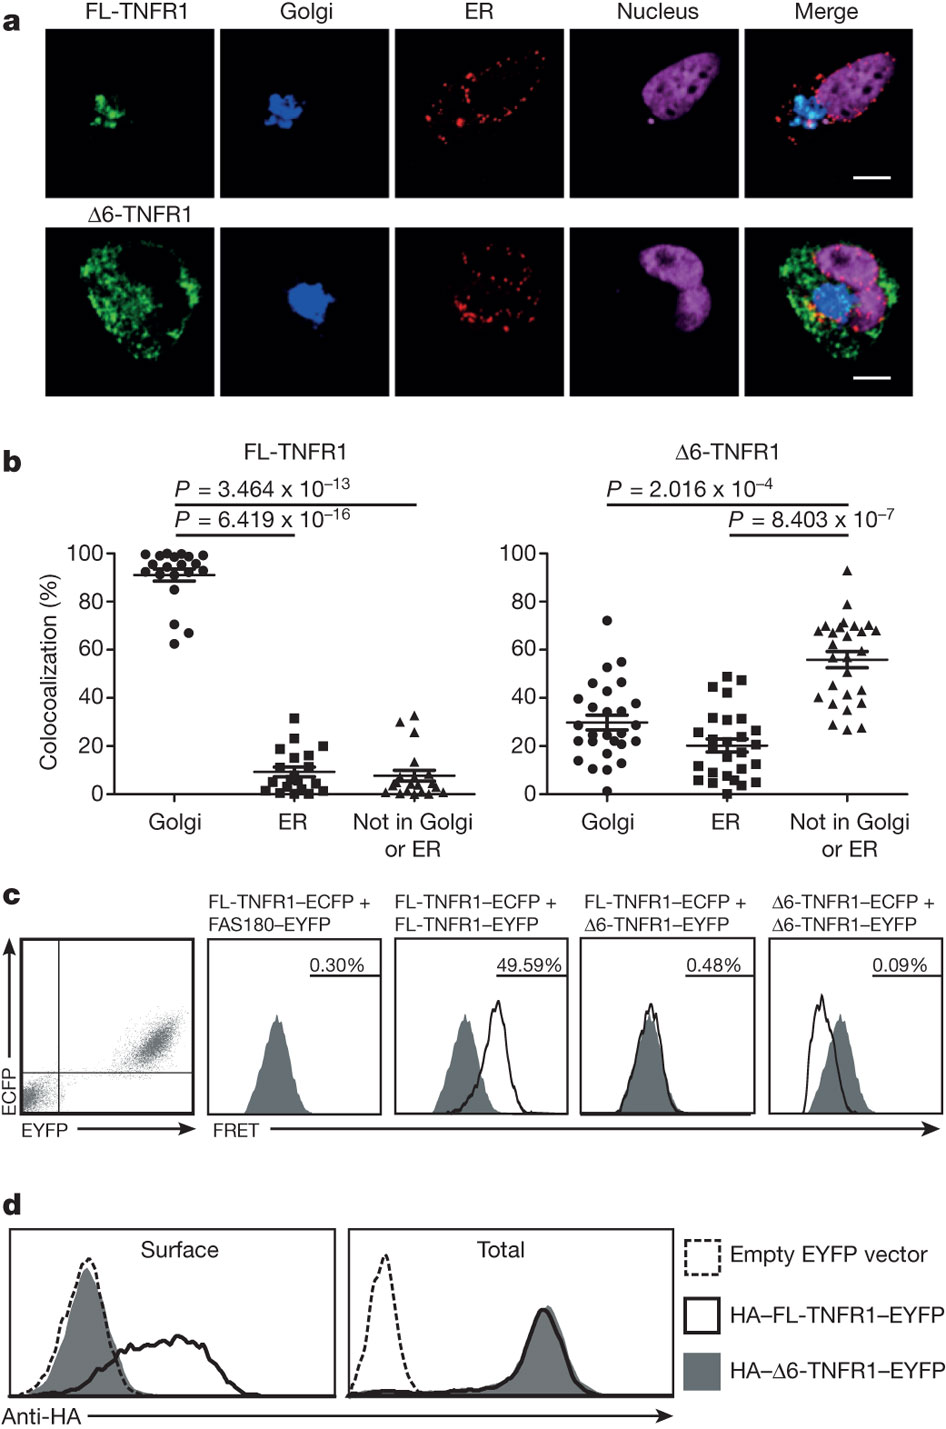 a
FL-TNFR1 Golgi ER Nucleus Merge
Δ6-TNFR1
b
FL-TNFR1
P = 3.464 x 10–13
P = 6.419 x 10–16
Colocoalization (%)
100
80
60
40
20
0
Golgi ER Not in Golgi
or ER
Δ6-TNFR1
P = 2.016 x 10–4
P = 8.403 x 10–7
100
80
60
40
20
0
Golgi ER Not in Golgi
or ER
c
ECFP
EYFP
FL-TNFR1–ECFP +
FAS180–EYFP
0.30%
FL-TNFR1–ECFP +
FL-TNFR1–EYFP
49.59%
FL-TNFR1–ECFP +
Δ6-TNFR1–EYFP
0.48%
Δ6-TNFR1–ECFP +
Δ6-TNFR1–EYFP
0.09%
FRET
d
Surface
Total
Anti-HA
Empty EYFP vector
HA–FL-TNFR1–EYFP
HA–Δ6-TNFR1–EYFP